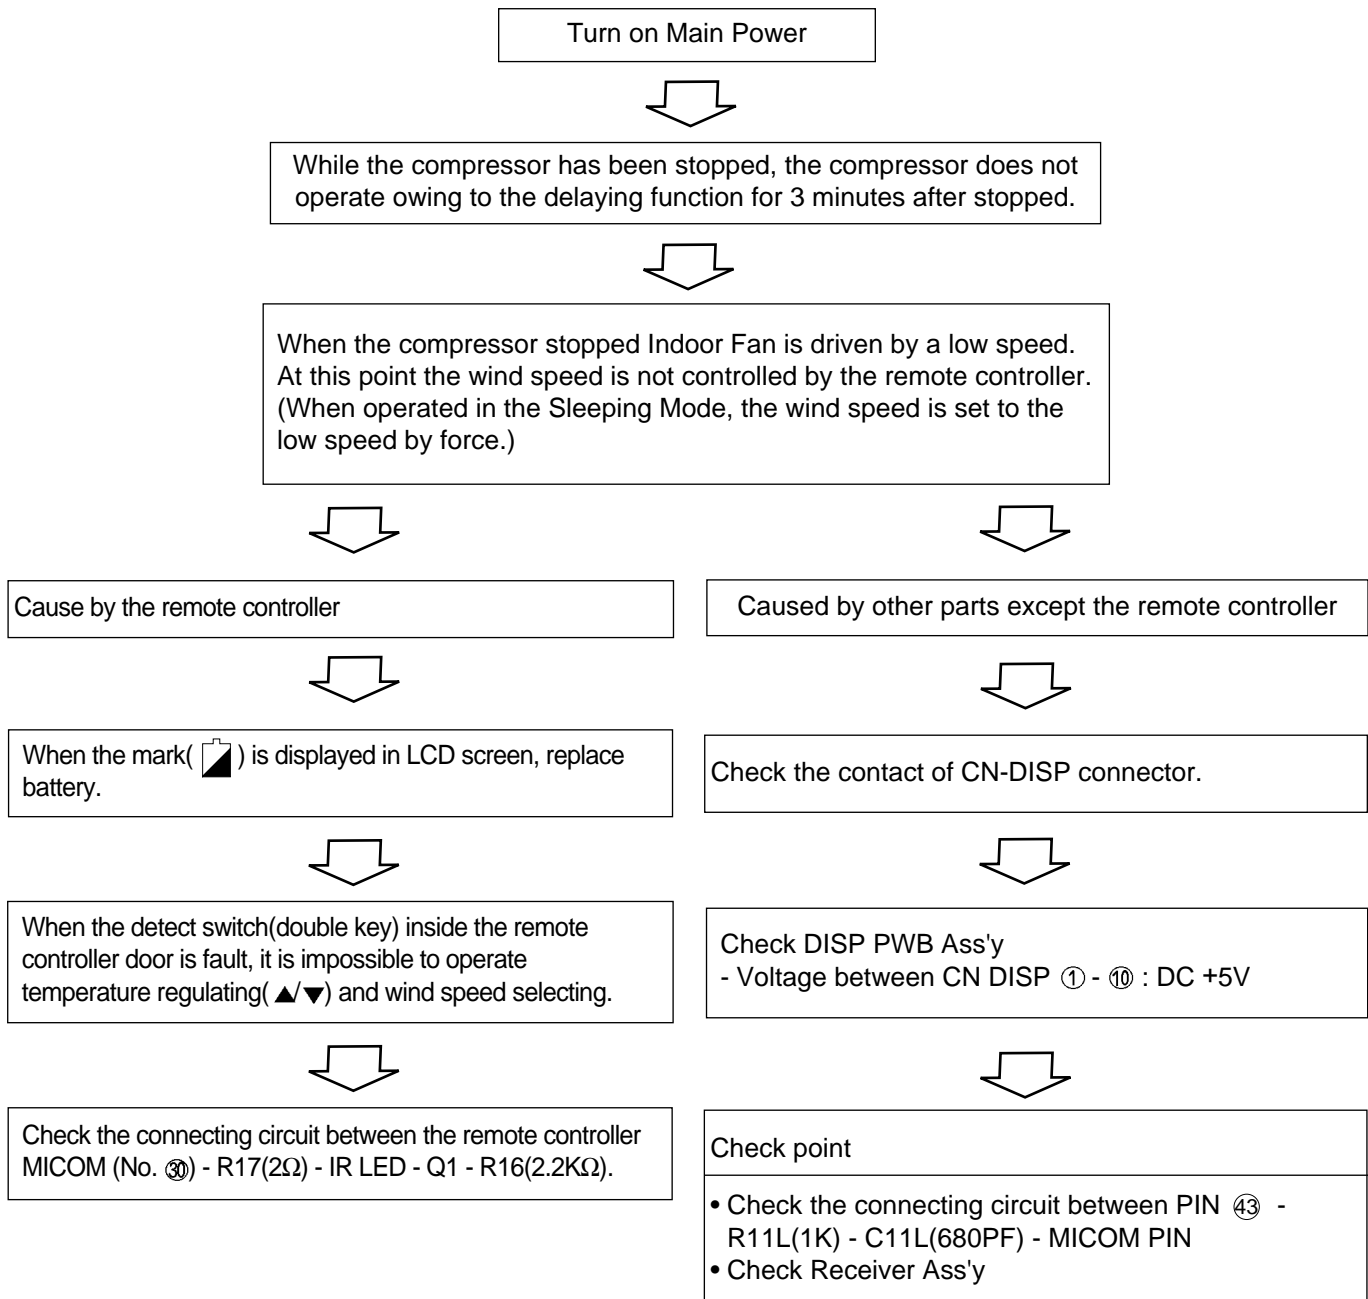 Turn on Main Power
While the compressor has been stopped, the compressor does not
operate owing to the delaying function for 3 minutes after stopped.
When the compressor stopped Indoor Fan is driven by a low speed.
At this point the wind speed is not controlled by the remote controller.
(When operated in the Sleeping Mode, the wind speed is set to the
low speed by force.)
Cause by the remote controller
When the mark( ) is displayed in LCD screen, replace
battery.
When the detect switch(double key) inside the remote
controller door is fault, it is impossible to operate
temperature regulating( ▲/▼) and wind speed selecting.
Check the connecting circuit between the remote controller
MICOM (No. ㉚) - R17(2Ω) - IR LED - Q1 - R16(2.2KΩ).
Caused by other parts except the remote controller
Check the contact of CN-DISP connector.
Check DISP PWB Ass'y
- Voltage between CN DISP ① - ⑩ : DC +5V
Check point
• Check the connecting circuit between PIN ㊸ -
R11L(1K) - C11L(680PF) - MICOM PIN
• Check Receiver Ass'y